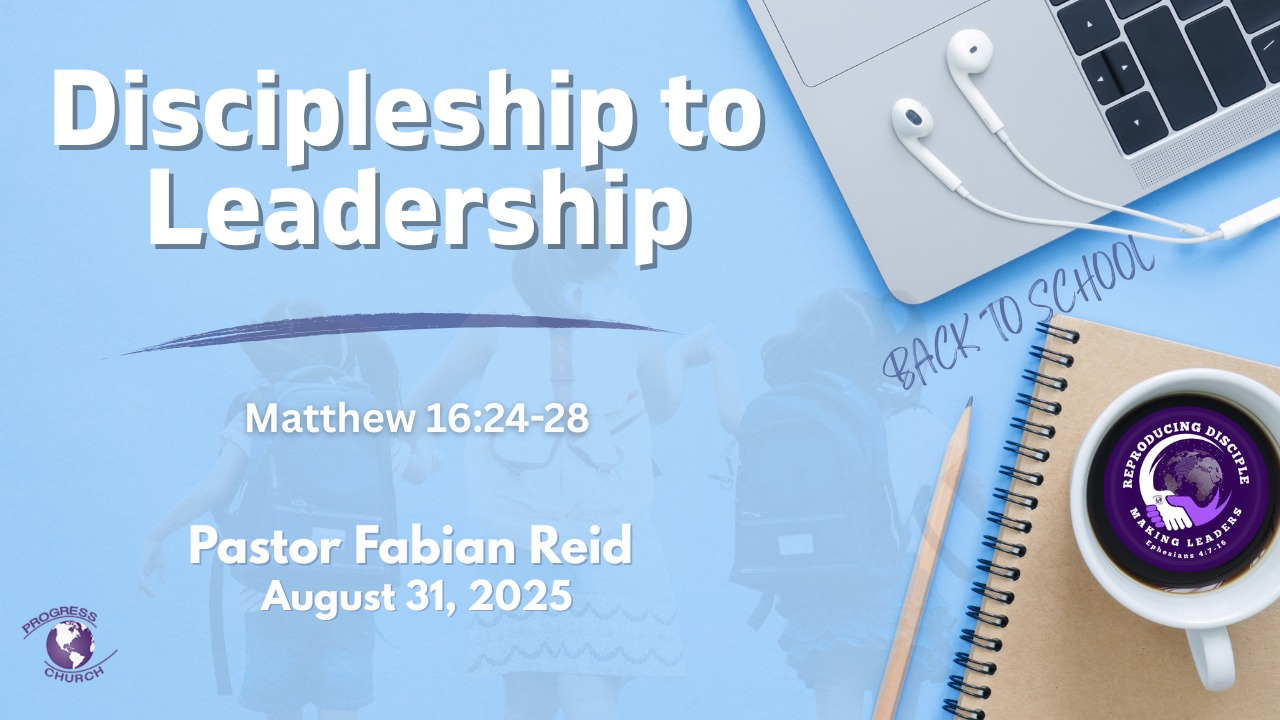 Discipleship to
Leadership
Matthew 16:24-28
Pastor Fabian Reid
August 31, 2025
BACK TO SCHOOL
REPRODUCING DISCIPLE
MAKING LEADERS
Ephesians 4:7-16
PROGRESS
CHURCH